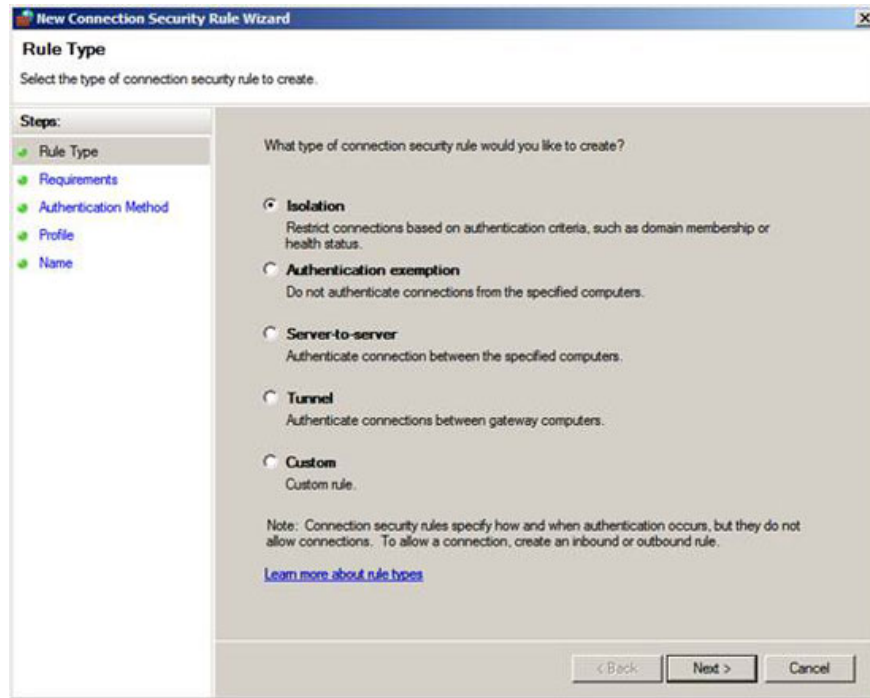 New Connection Security Rule Wizard
Rule Type
Select the type of connection security rule to create.
Steps:
Rule Type
Requirements
Authentication Method
Profile
Name
What type of connection security rule would you like to create?
Isolation
Restrict connections based on authentication criteria, such as domain membership or
health status.
Authentication exemption
Do not authenticate connections from the specified computers.
Server-to-server
Authenticate connection between the specified computers.
Tunnel
Authenticate connections between gateway computers.
Custom
Custom rule.
Note: Connection security rules specify how and when authentication occurs, but they do not
allow connections. To allow a connection, create an inbound or outbound rule.
Learn more about rule types
< Back Next > Cancel